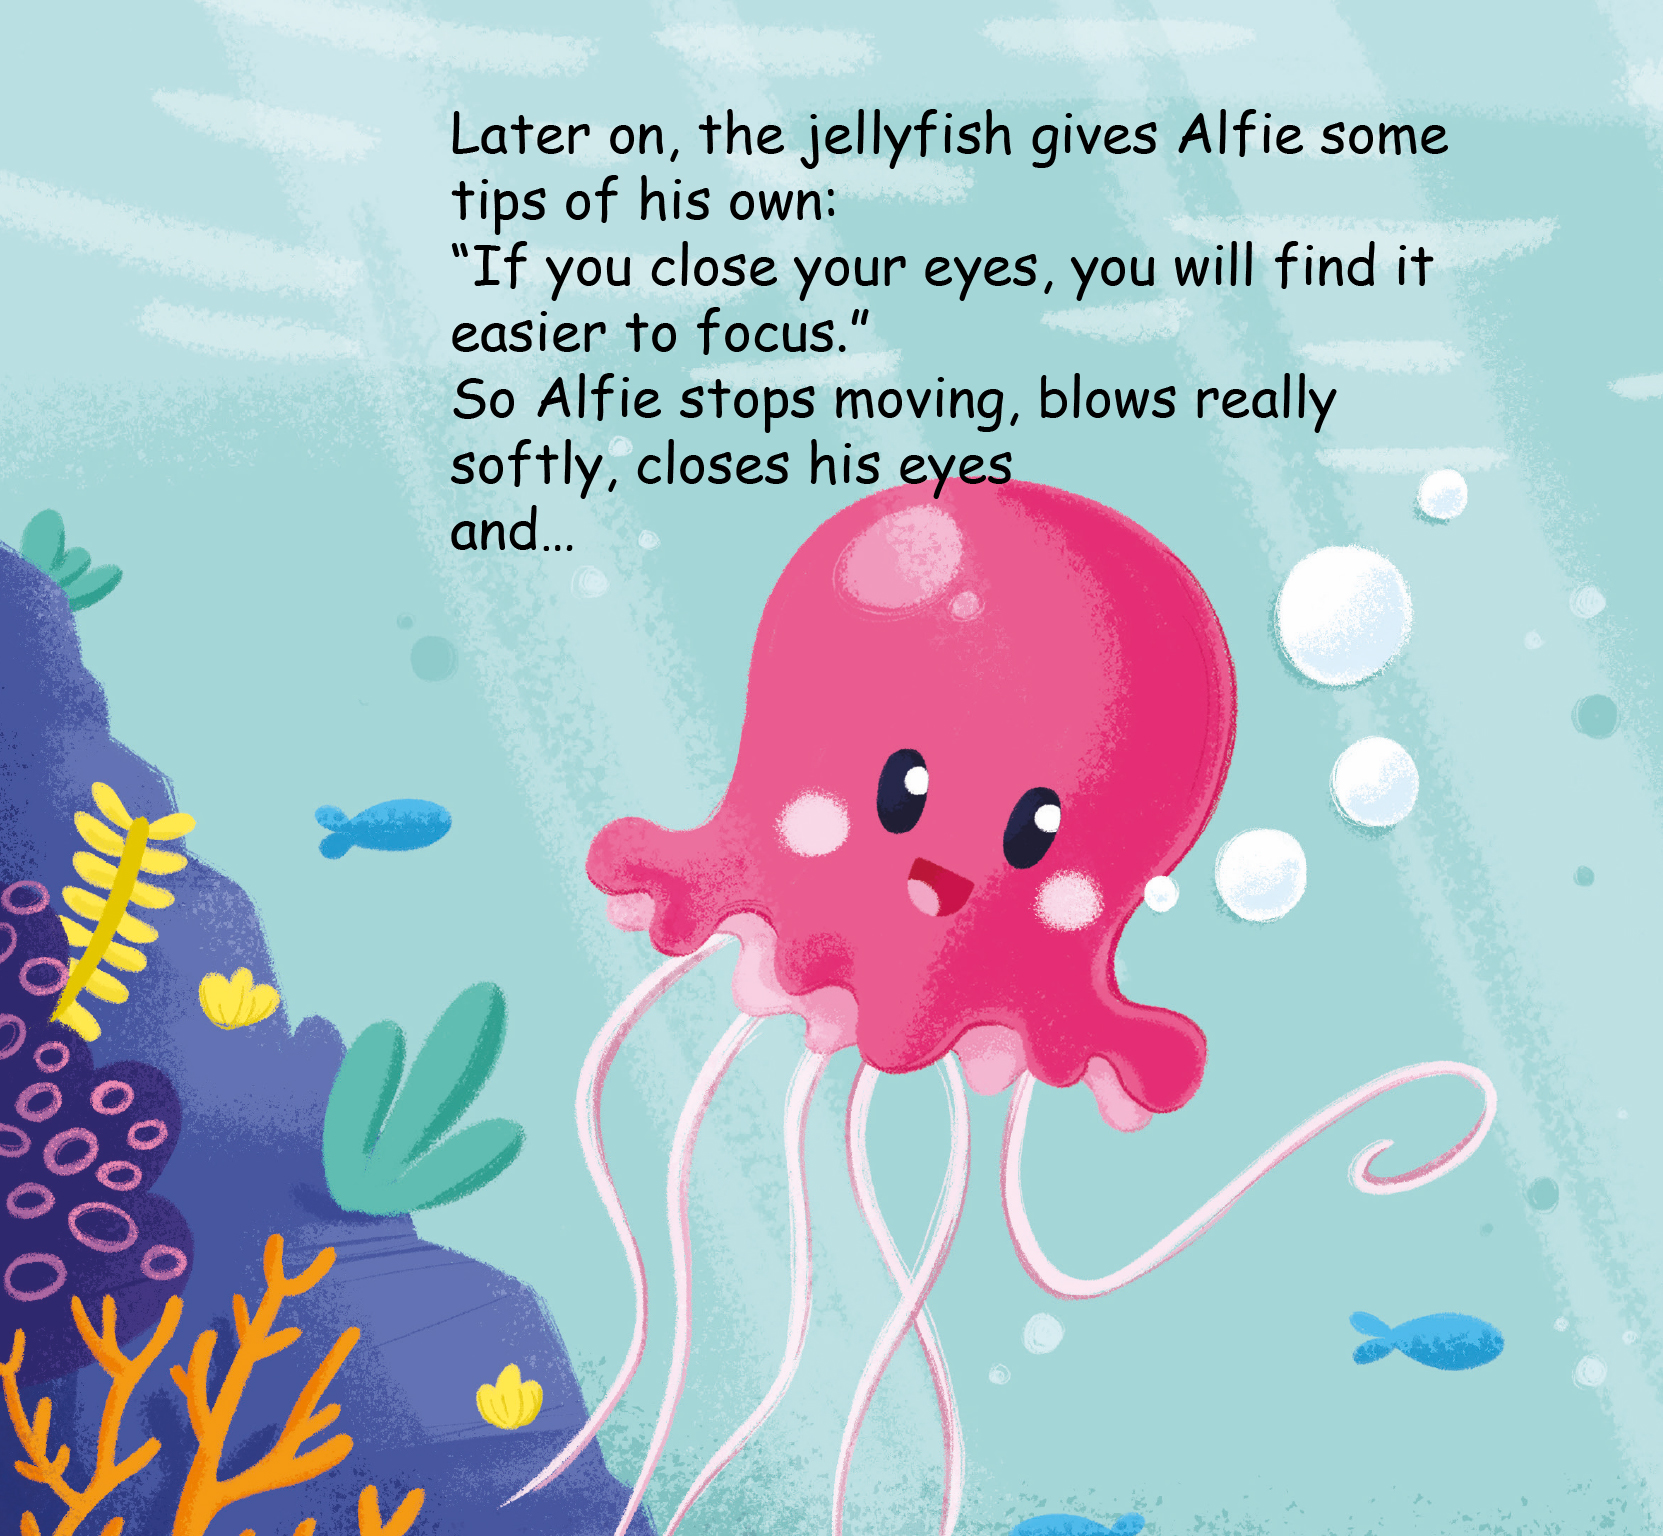 Later on, the jellyfish gives Alfie some
tips of his own:
“If you close your eyes, you will find it
easier to focus.”
So Alfie stops moving, blows really
softly, closes his eyes
and...